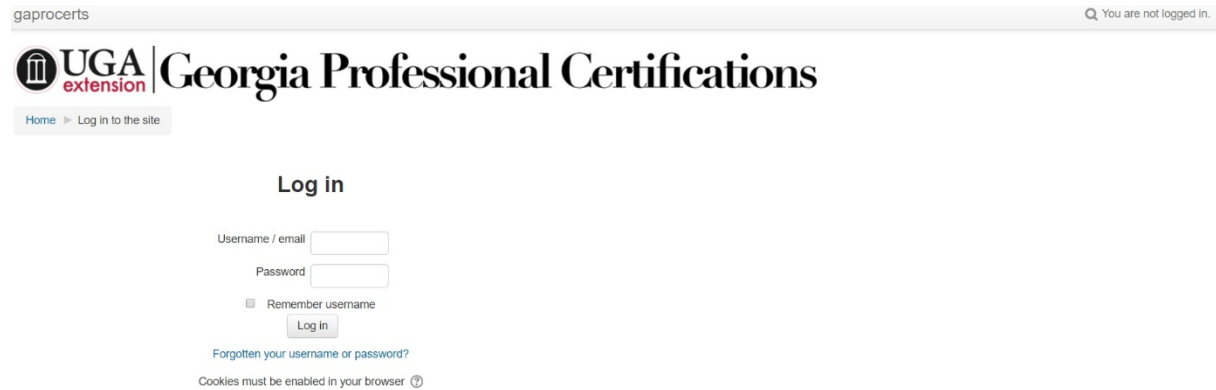 gaprocerts
You are not logged in.
UGA extension Georgia Professional Certifications
Home ► Log in to the site
Log in
Username / email
Password
Remember username
Log in
Forgotten your username or password?
Cookies must be enabled in your browser ?